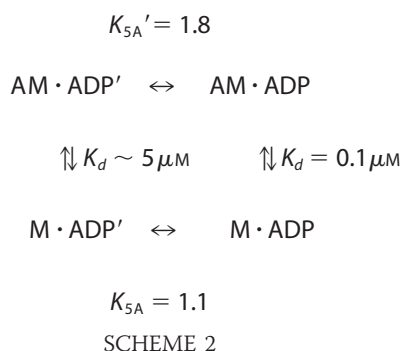 K5A′ = 1.8
AM · ADP′ ↔ AM · ADP
⇅ Kd ~ 5 μM ⇅ Kd = 0.1 μM
M · ADP′ ↔ M · ADP
K5A = 1.1
SCHEME 2